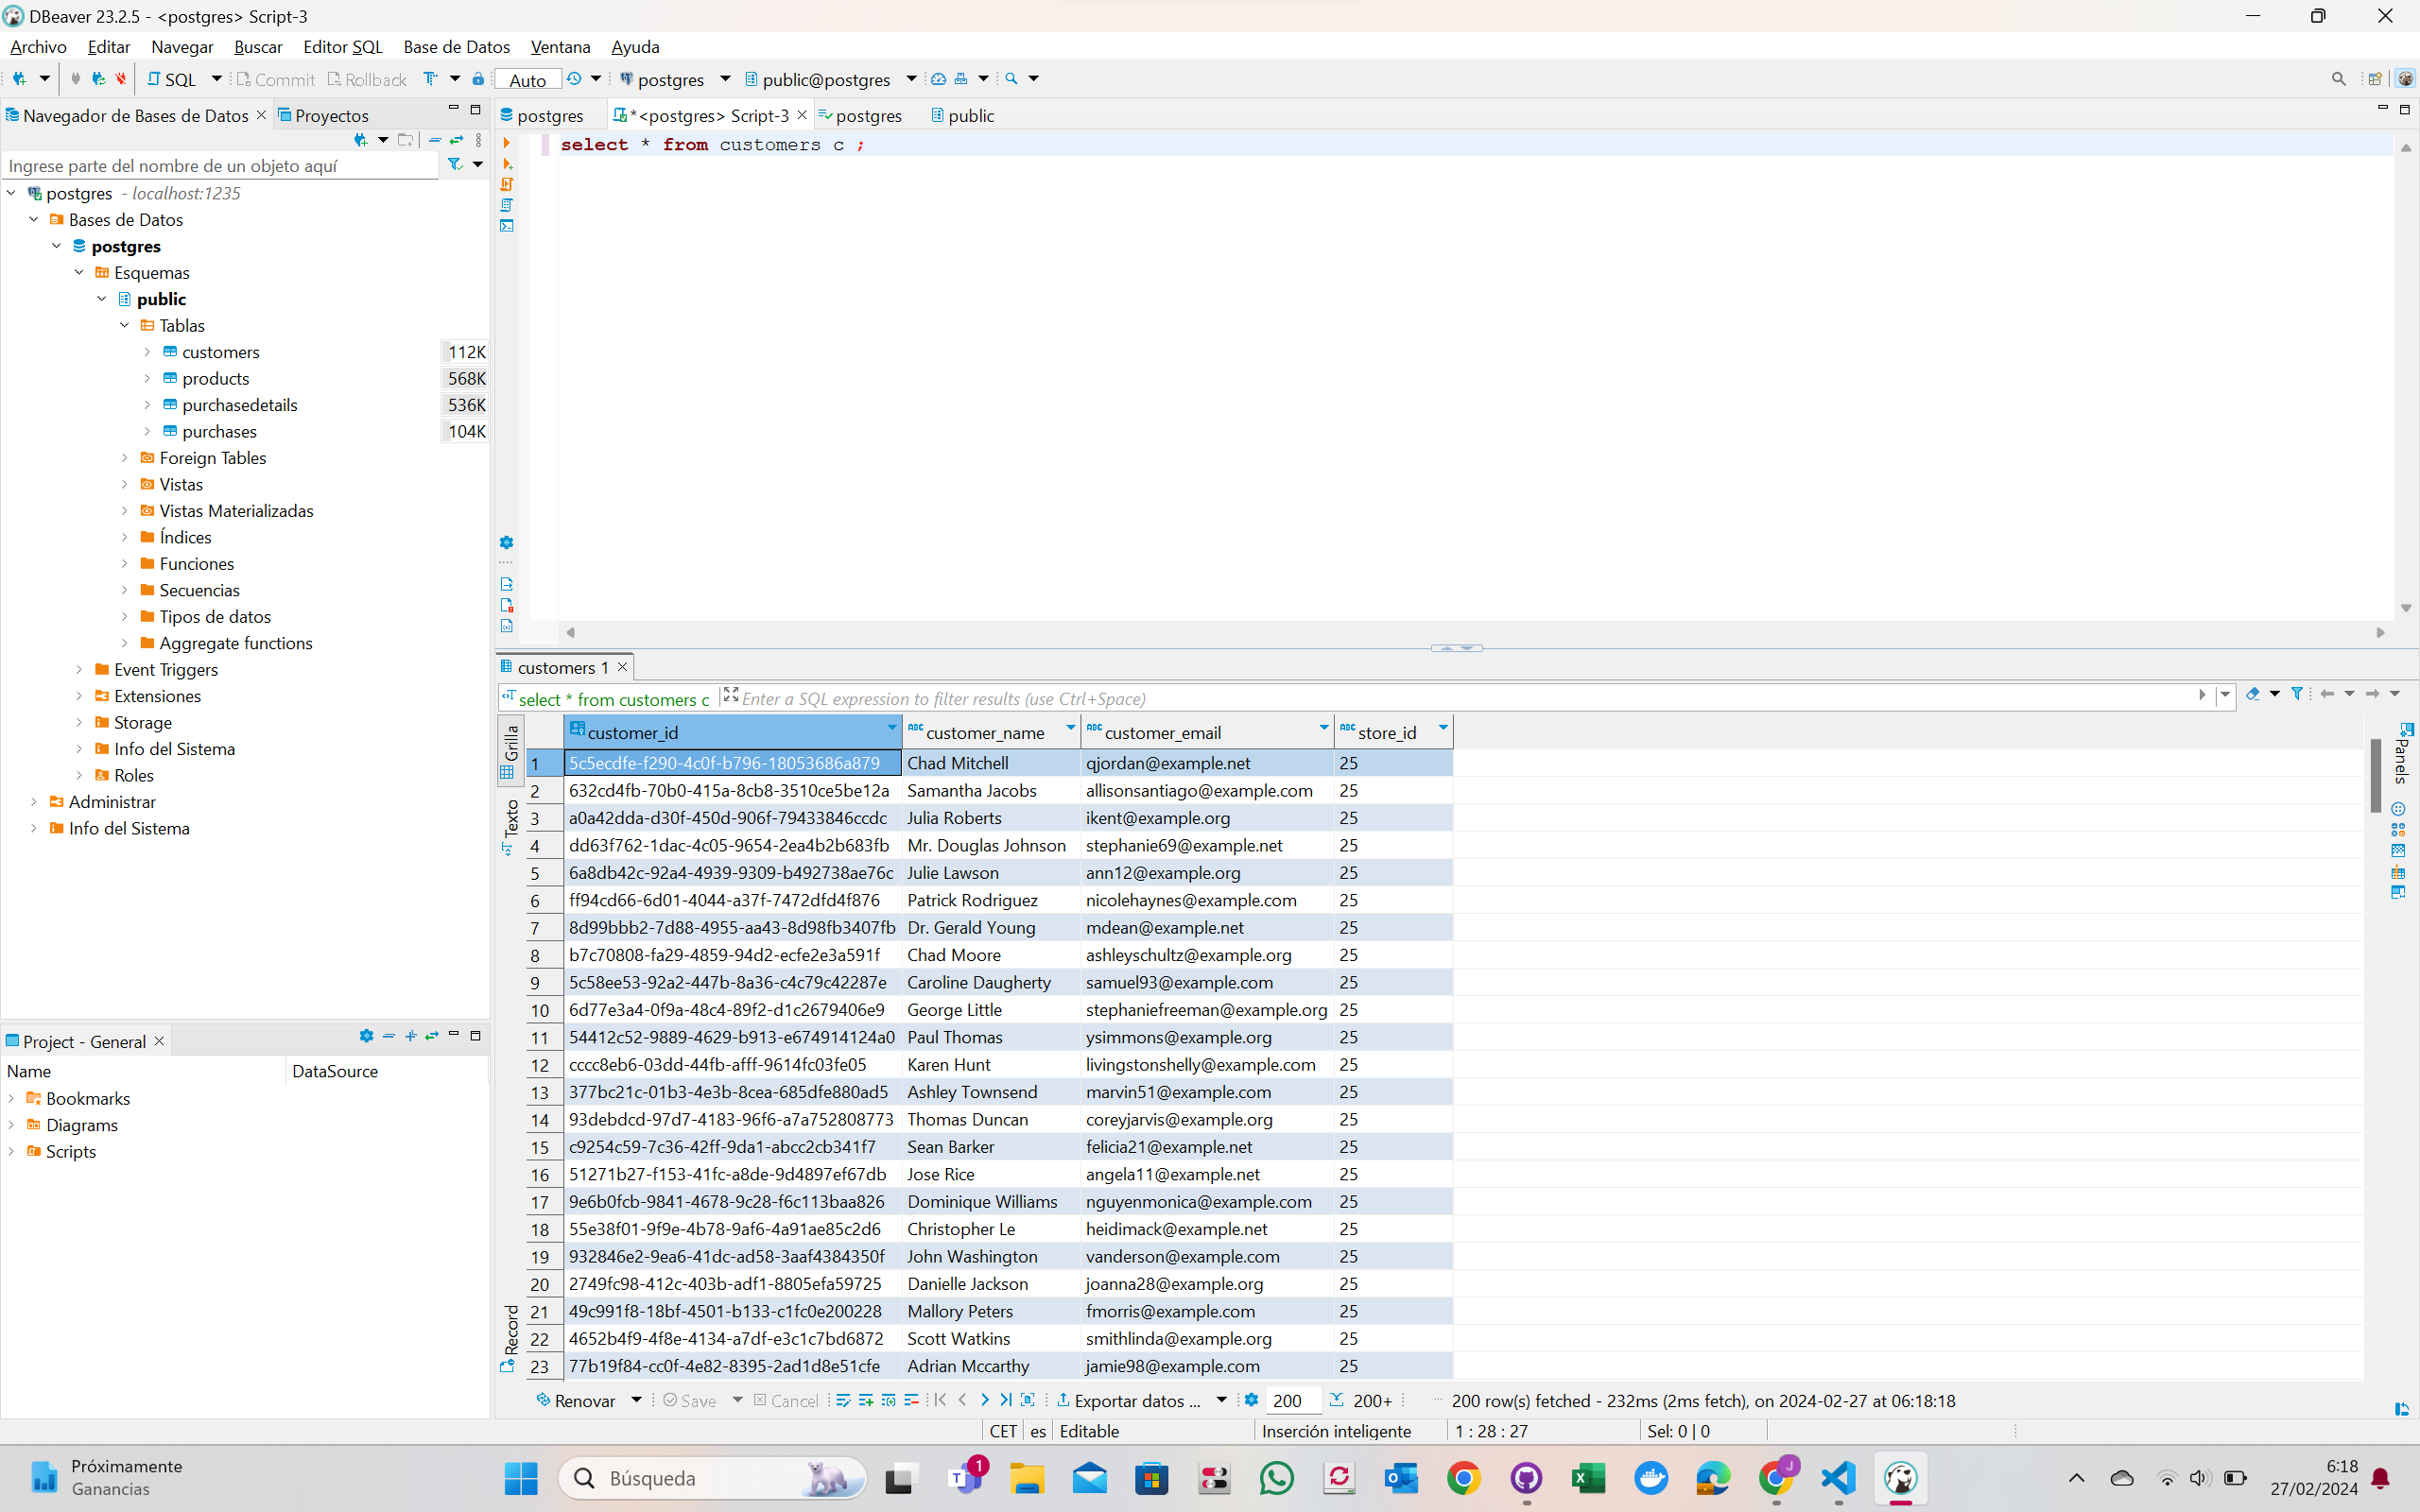 DBeaver 23.2.5 - <postgres> Script-3
Archivo Editar Navegar Buscar Editor SQL Base de Datos Ventana Ayuda
SQL Commit Rollback Auto postgres public@postgres
Navegador de Bases de Datos Proyectos
postgres *<postgres> Script-3 postgres public
Ingrese parte del nombre de un objeto aquí
postgres - localhost:1235
Bases de Datos
postgres
Esquemas
public
Tablas
customers 112K
products 568K
purchasedetails 536K
purchases 104K
Foreign Tables
Vistas
Vistas Materializadas
Índices
Funciones
Secuencias
Tipos de datos
Aggregate functions
Event Triggers
Extensiones
Storage
Info del Sistema
Roles
Administrar
Info del Sistema
Project - General
Name DataSource
Bookmarks
Diagrams
Scripts
select * from customers c ;
customers 1
select * from customers c Enter a SQL expression to filter results (use Ctrl+Space)
Grilla
Texto
Record
Panels
customer_id customer_name customer_email store_id
1 5c5ecdfe-f290-4c0f-b796-18053686a879 Chad Mitchell qjordan@example.net 25
2 632cd4fb-70b0-415a-8cb8-3510ce5be12a Samantha Jacobs allisonsantiago@example.com 25
3 a0a42dda-d30f-450d-906f-79433846ccdc Julia Roberts ikent@example.org 25
4 dd63f762-1dac-4c05-9654-2ea4b2b683fb Mr. Douglas Johnson stephanie69@example.net 25
5 6a8db42c-92a4-4939-9309-b492738ae76c Julie Lawson ann12@example.org 25
6 ff94cd66-6d01-4044-a37f-7472dfd4f876 Patrick Rodriguez nicolehaynes@example.com 25
7 8d99bbb2-7d88-4955-aa43-8d98fb3407fb Dr. Gerald Young mdean@example.net 25
8 b7c70808-fa29-4859-94d2-ecfe2e3a591f Chad Moore ashleyschultz@example.org 25
9 5c58ee53-92a2-447b-8a36-c4c79c42287e Caroline Daugherty samuel93@example.com 25
10 6d77e3a4-0f9a-48c4-89f2-d1c2679406e9 George Little stephaniefreeman@example.org 25
11 54412c52-9889-4629-b913-e674914124a0 Paul Thomas ysimmons@example.org 25
12 cccc8eb6-03dd-44fb-afff-9614fc03fe05 Karen Hunt livingstonshelly@example.com 25
13 377bc21c-01b3-4e3b-8cea-685dfe880ad5 Ashley Townsend marvin51@example.com 25
14 93debdcd-97d7-4183-96f6-a7a752808773 Thomas Duncan coreyjarvis@example.org 25
15 c9254c59-7c36-42ff-9da1-abcc2cb341f7 Sean Barker felicia21@example.net 25
16 51271b27-f153-41fc-a8de-9d4897ef67db Jose Rice angela11@example.net 25
17 9e6b0fcb-9841-4678-9c28-f6c113baa826 Dominique Williams nguyenmonica@example.com 25
18 55e38f01-9f9e-4b78-9af6-4a91ae85c2d6 Christopher Le heidimack@example.net 25
19 932846e2-9ea6-41dc-ad58-3aaf4384350f John Washington vanderson@example.com 25
20 2749fc98-412c-403b-adf1-8805efa59725 Danielle Jackson joanna28@example.org 25
21 49c991f8-18bf-4501-b133-c1fc0e200228 Mallory Peters fmorris@example.com 25
22 4652b4f9-4f8e-4134-a7df-e3c1c7bd6872 Scott Watkins smithlinda@example.org 25
23 77b19f84-cc0f-4e82-8395-2ad1d8e51cfe Adrian Mccarthy jamie98@example.com 25
Renovar Save Cancel Exportar datos ... 200 200+ 200 row(s) fetched - 232ms (2ms fetch), on 2024-02-27 at 06:18:18
CET es Editable Inserción inteligente 1 : 28 : 27 Sel: 0 | 0
Próximamente
Ganancias
Búsqueda
1
J
6:18
27/02/2024